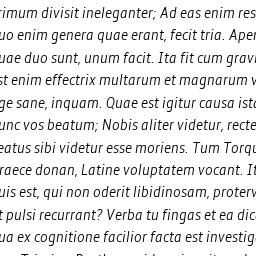 rimum divisit ineleganter; Ad eas enim res
uo enim genera quae erant, fecit tria. Aper
uae duo sunt, unum facit. Ita fit cum gravi
st enim effectrix multarum et magnarum v
ge sane, inquam. Quae est igitur causa ista
unc vos beatum; Nobis aliter videtur, recte
eatus sibi videtur esse moriens. Tum Torqu
raece donan, Latine voluptatem vocant. It
uis est, qui non oderit libidinosam, proterv
t pulsi recurrant? Verba tu fingas et ea dic
ua ex cognitione facilior facta est investig